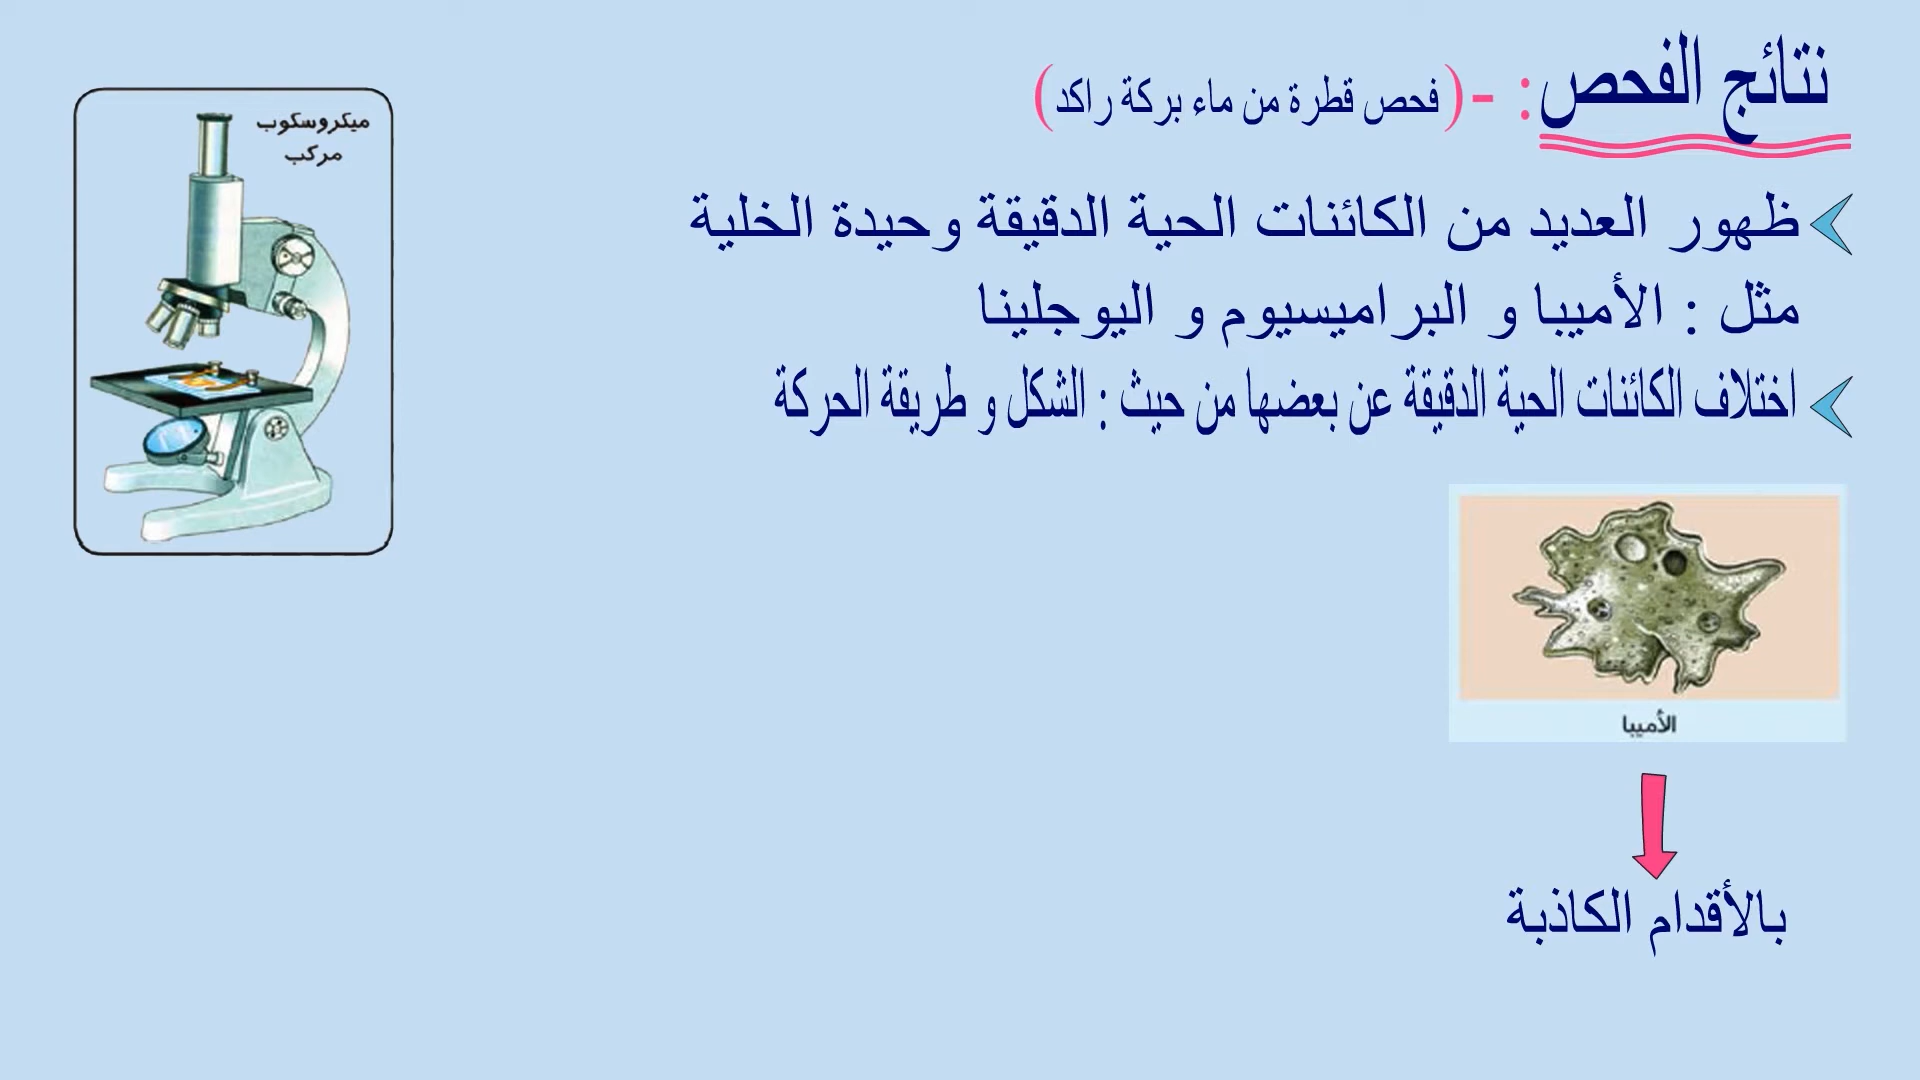 نتائج الفحص: -(فحص قطرة من ماء بركة راكد)
ظهور العديد من الكائنات الحية الدقيقة وحيدة الخلية
مثل : الأميبا و البراميسيوم و اليوجلينا
اختلاف الكائنات الحية الدقيقة عن بعضها من حيث : الشكل و طريقة الحركة
ميكروسكوب
مركب
الأميبا
بالأقدام الكاذبة